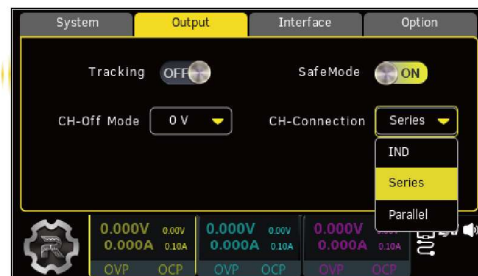 System Output Interface Option
Tracking OFF SafeMode ON
CH-Off Mode 0 V CH-Connection Series
IND
Series
Parallel
0.000V 0.00V 0.000V 0.00V 0.000V
0.000A 0.10A 0.000A 0.10A 0.000A 0.10A
OVP OCP OVP OCP OVP OCP